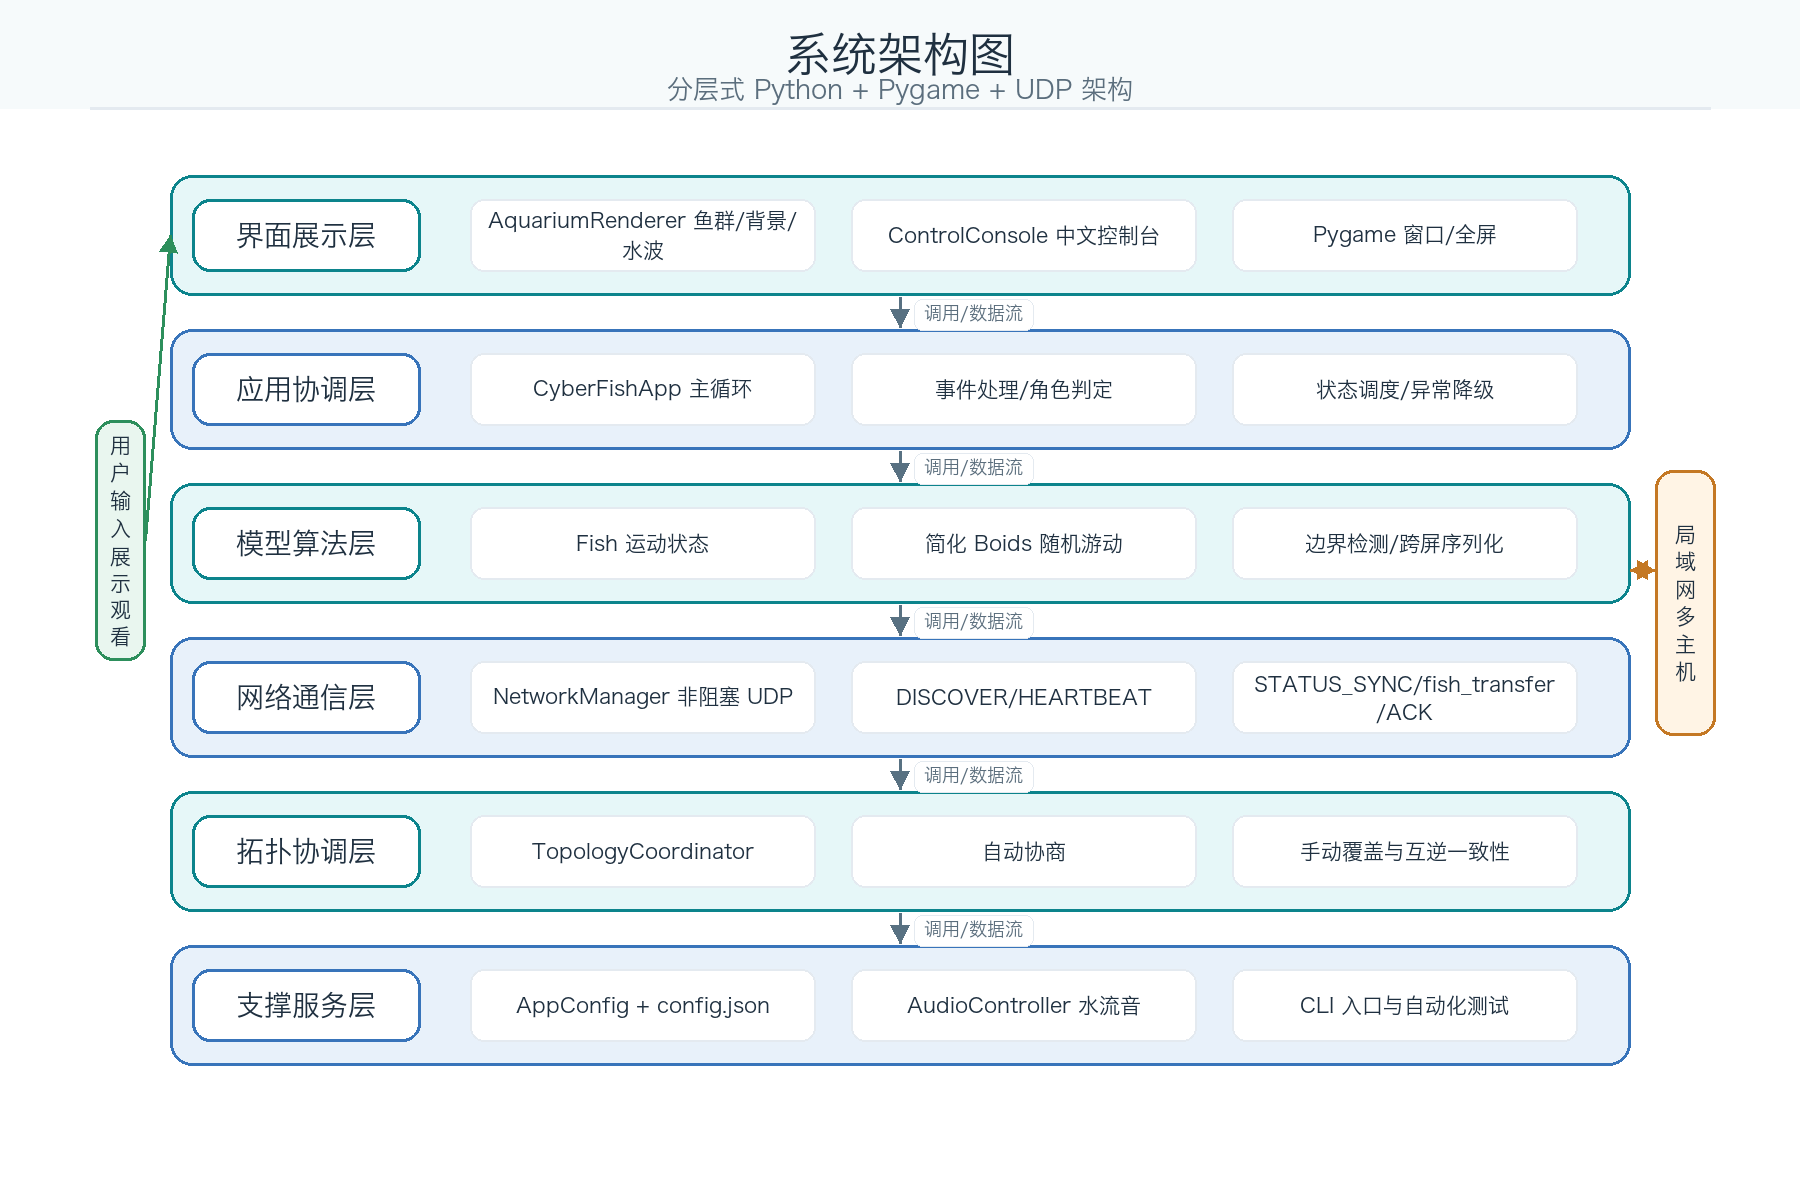 系统架构图
分层式 Python + Pygame + UDP 架构
界面展示层
AquariumRenderer 鱼群/背景/
水波
ControlConsole 中文控制台
Pygame 窗口/全屏
调用/数据流
应用协调层
CyberFishApp 主循环
事件处理/角色判定
状态调度/异常降级
调用/数据流
用
户
输
入
展
示
观
看
模型算法层
Fish 运动状态
简化 Boids 随机游动
边界检测/跨屏序列化
局
域
网
多
主
机
调用/数据流
网络通信层
NetworkManager 非阻塞 UDP
DISCOVER/HEARTBEAT
STATUS_SYNC/fish_transfer
/ACK
调用/数据流
拓扑协调层
TopologyCoordinator
自动协商
手动覆盖与互逆一致性
调用/数据流
支撑服务层
AppConfig + config.json
AudioController 水流音
CLI 入口与自动化测试